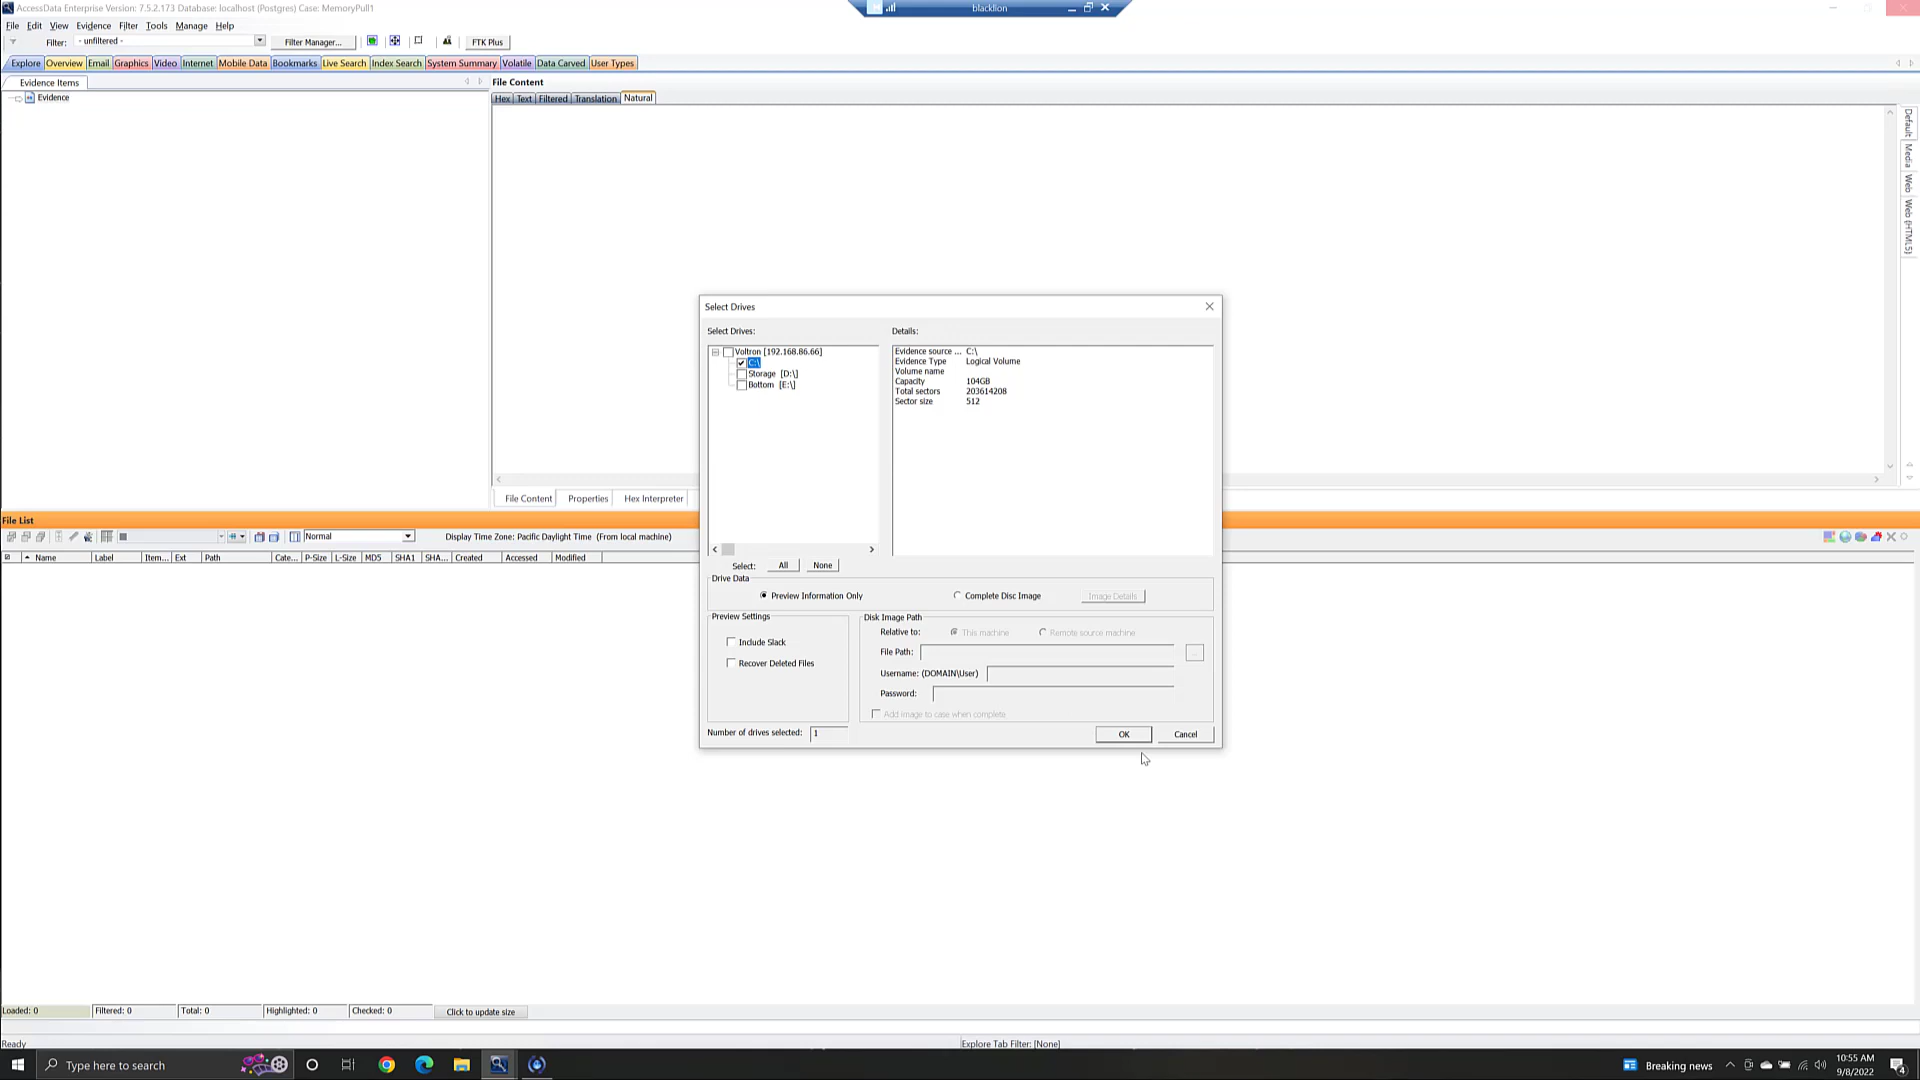 AccessData Enterprise Version: 7.5.2.173 Database: localhost (Postgres) Case: MemoryPull1
blacklion
File Edit View Evidence Filter Tools Manage Help
Filter: - unfiltered - Filter Manager... FTK Plus
Explore Overview Email Graphics Video Internet Mobile Data Bookmarks Live Search Index Search System Summary Volatile Data Carved User Types
Evidence Items
Evidence
File Content
Hex Text Filtered Translation Natural
Default
Media
Web
Web (HTML5)
Select Drives
Select Drives:
Voltron [192.168.86.66]
C:\
Storage [D:\]
Bottom [E:\]
Details:
Evidence source ... C:\
Evidence Type Logical Volume
Volume name
Capacity 104GB
Total sectors 203614208
Sector size 512
Select: All None
Drive Data
Preview Information Only Complete Disc Image Image Details
Preview Settings
Include Slack
Recover Deleted Files
Disk Image Path
Relative to: This machine Remote source machine
File Path: ...
Username: (DOMAIN\User)
Password:
Add image to case when complete
Number of drives selected: 1
OK Cancel
File Content Properties Hex Interpreter
File List
Normal Display Time Zone: Pacific Daylight Time (From local machine)
Name Label Item... Ext Path Cate... P-Size L-Size MD5 SHA1 SHA... Created Accessed Modified
Loaded: 0 Filtered: 0 Total: 0 Highlighted: 0 Checked: 0 Click to update size
Ready Explore Tab Filter: [None]
Type here to search
Breaking news
10:55 AM
9/8/2022
4